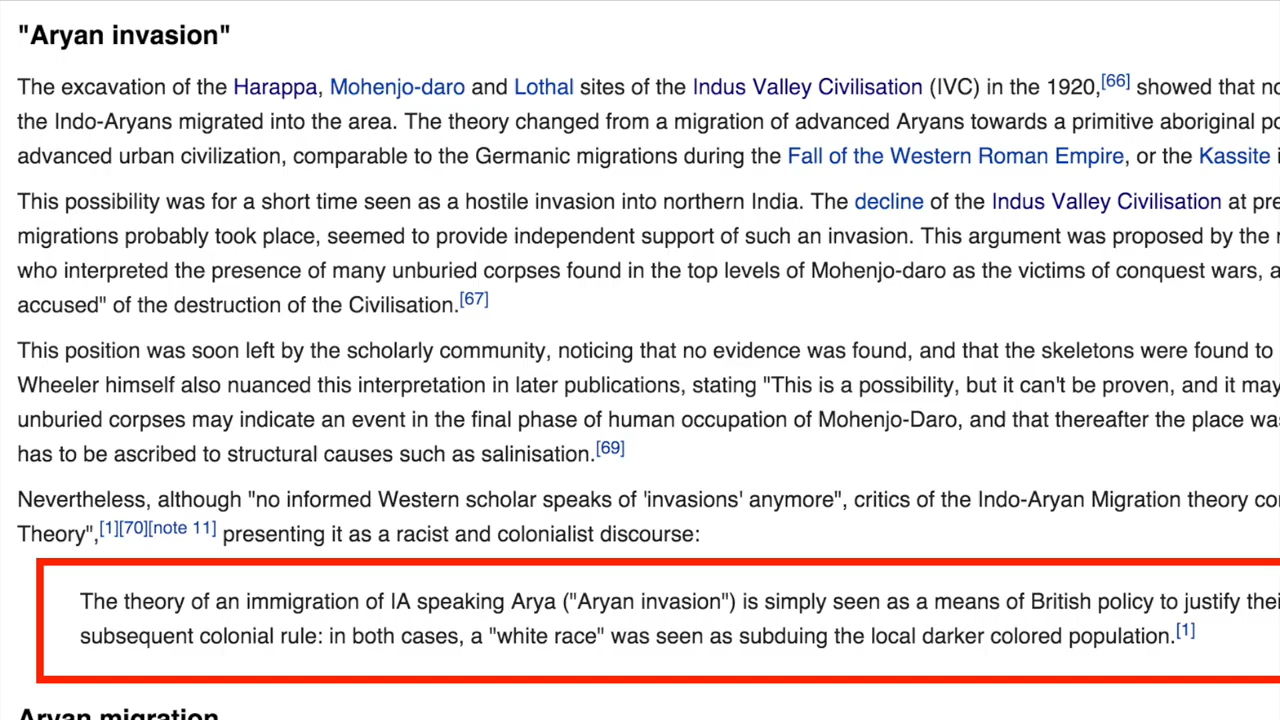 "Aryan invasion"
The excavation of the Harappa, Mohenjo-daro and Lothal sites of the Indus Valley Civilisation (IVC) in the 1920,[66] showed that
the Indo-Aryans migrated into the area. The theory changed from a migration of advanced Aryans towards a primitive aboriginal
advanced urban civilization, comparable to the Germanic migrations during the Fall of the Western Roman Empire, or the Kassite
This possibility was for a short time seen as a hostile invasion into northern India. The decline of the Indus Valley Civilisation at
migrations probably took place, seemed to provide independent support of such an invasion. This argument was proposed by the
who interpreted the presence of many unburied corpses found in the top levels of Mohenjo-daro as the victims of conquest wars,
accused" of the destruction of the Civilisation.[67]
This position was soon left by the scholarly community, noticing that no evidence was found, and that the skeletons were found to
Wheeler himself also nuanced this interpretation in later publications, stating "This is a possibility, but it can't be proven, and it may
unburied corpses may indicate an event in the final phase of human occupation of Mohenjo-Daro, and that thereafter the place
has to be ascribed to structural causes such as salinisation.[69]
Nevertheless, although "no informed Western scholar speaks of 'invasions' anymore", critics of the Indo-Aryan Migration theory
Theory",[1][70][note 11] presenting it as a racist and colonialist discourse:
The theory of an immigration of IA speaking Arya ("Aryan invasion") is simply seen as a means of British policy to justify
subsequent colonial rule: in both cases, a "white race" was seen as subduing the local darker colored population.[1]
Aryan migration